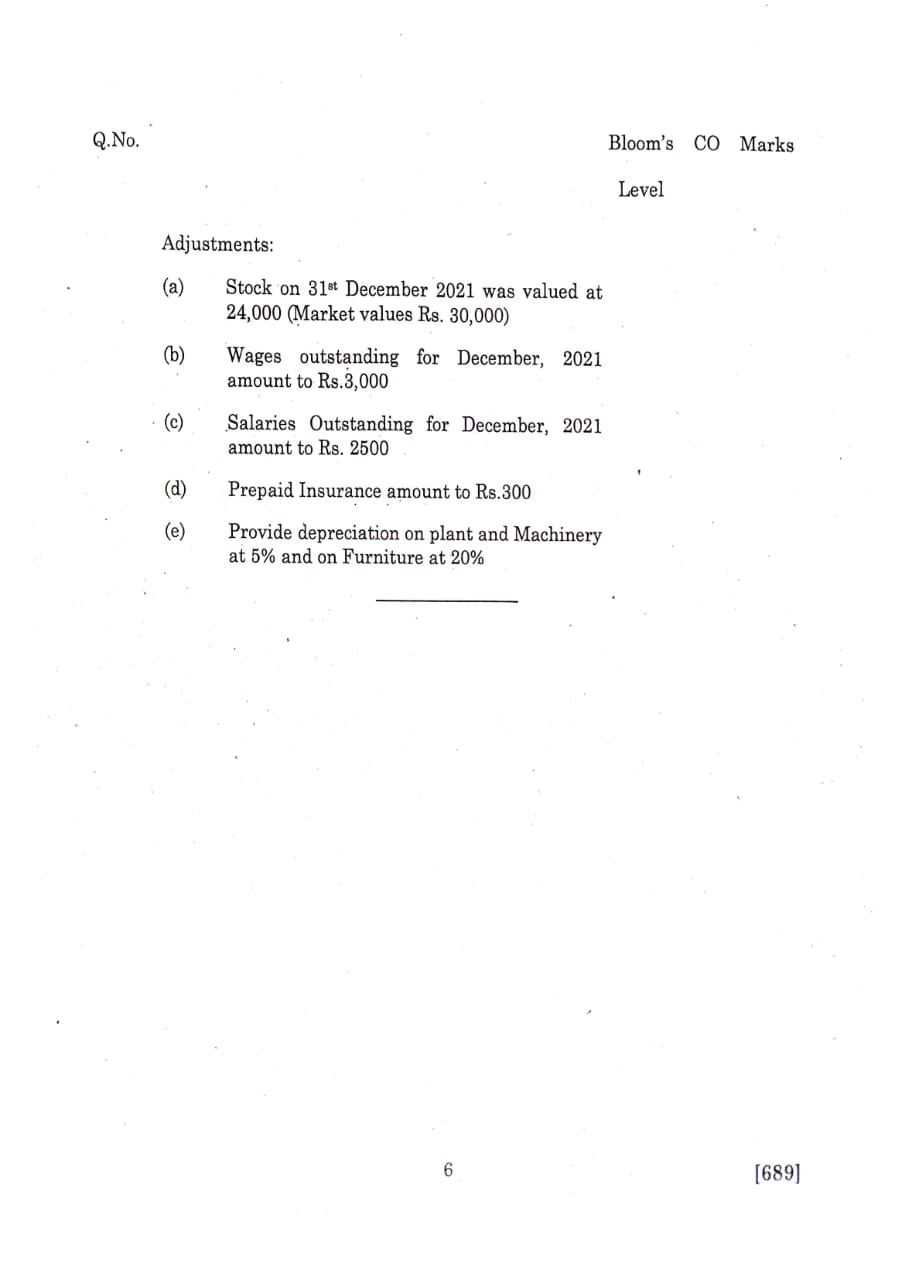 Q.No. Bloom's CO Marks
Level
Adjustments:
(a) Stock on 31st December 2021 was valued at
24,000 (Market values Rs. 30,000)
(b) Wages outstanding for December, 2021
amount to Rs.3,000
(c) Salaries Outstanding for December, 2021
amount to Rs. 2500
(d) Prepaid Insurance amount to Rs.300
(e) Provide depreciation on plant and Machinery
at 5% and on Furniture at 20%
6 [689]